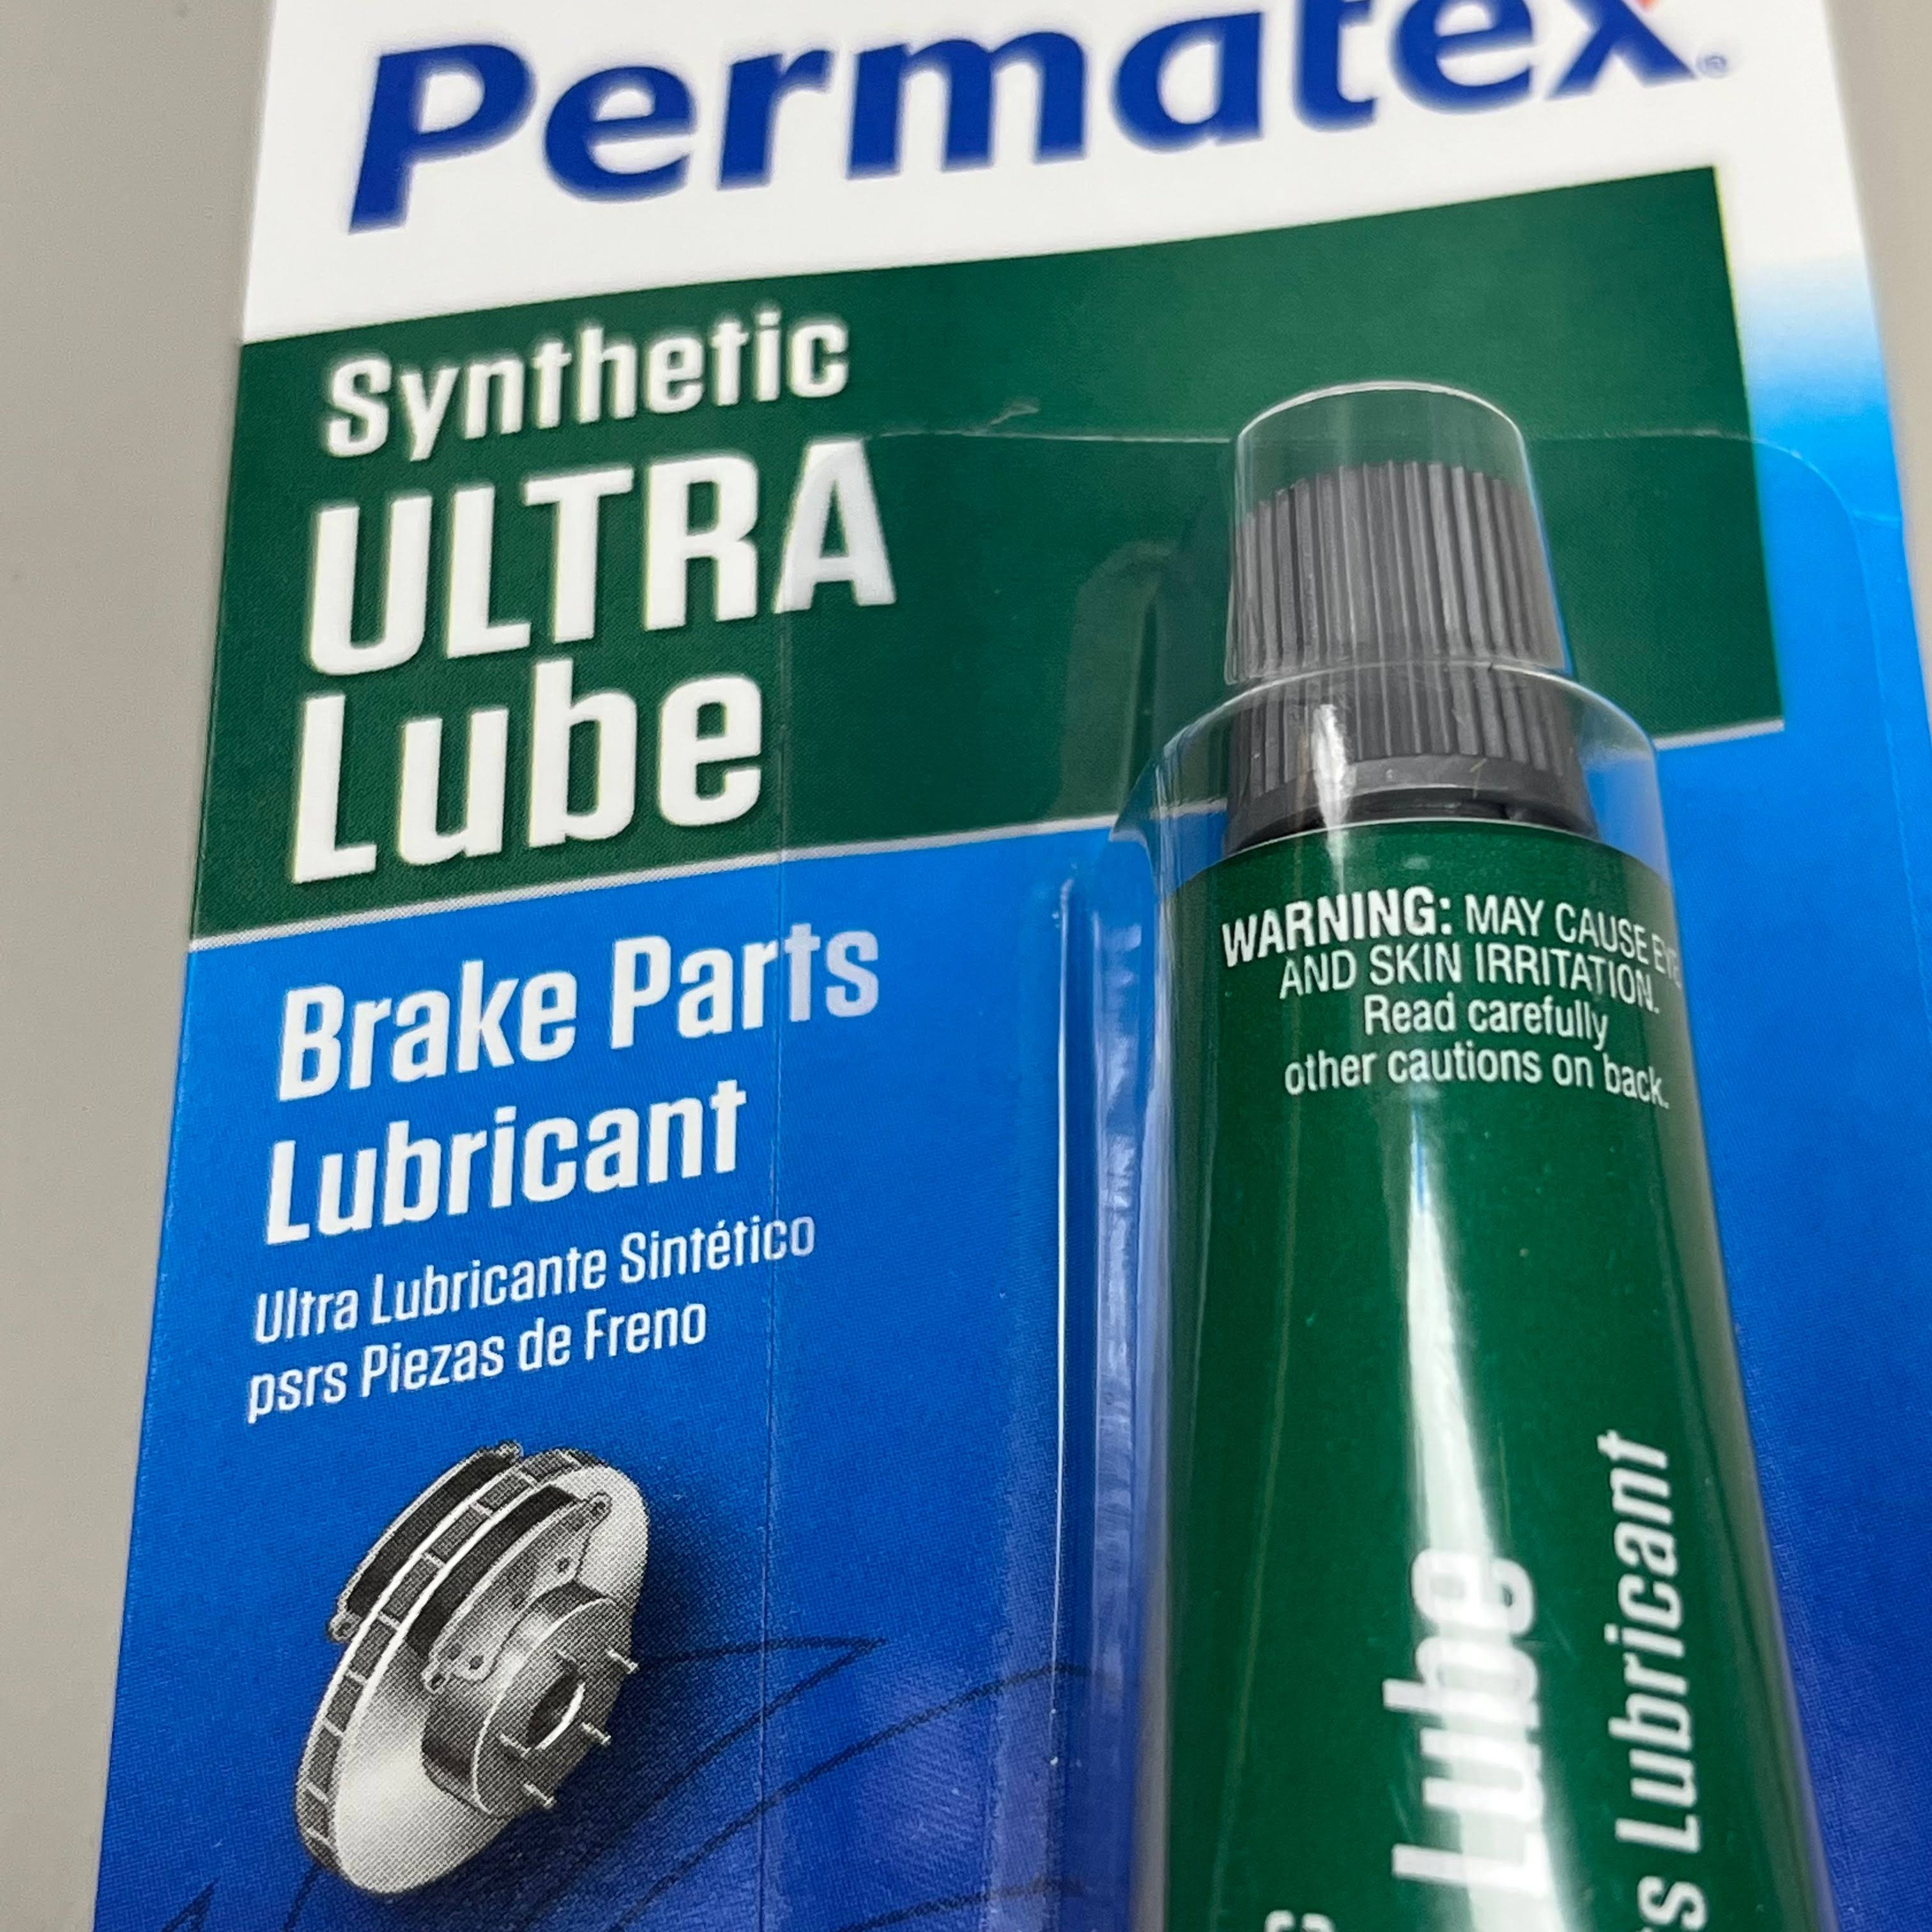 Permatex®
Synthetic
ULTRA
Lube
Brake Parts
Lubricant
Ultra Lubricante Sintético
psrs Piezas de Freno
WARNING: MAY CAUSE EYE
AND SKIN IRRITATION.
Read carefully
other cautions on back.
Lube
Lubricant